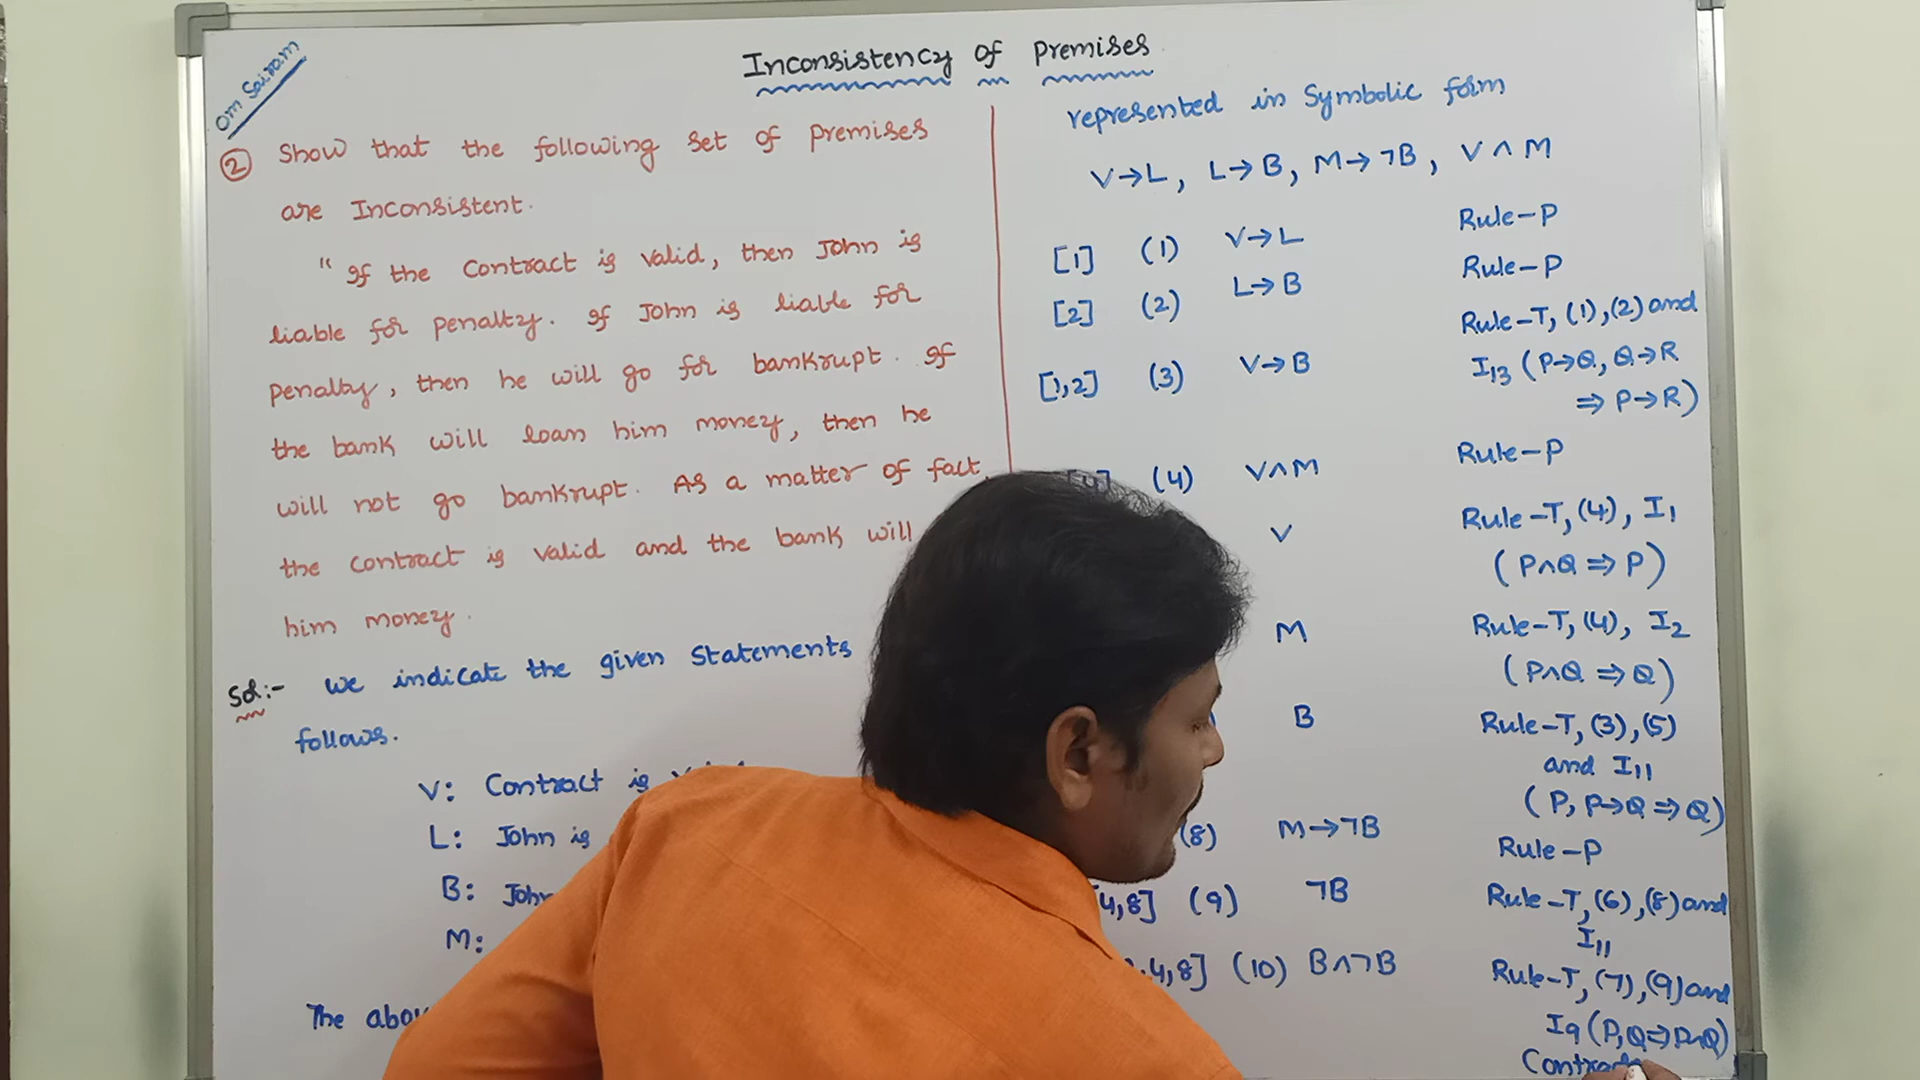 Om Sairam
Inconsistency of Premises
② Show that the following set of Premises
are Inconsistent.
" If the Contract is valid, then John is
liable for penalty. If John is liable for
penalty, then he will go for bankrupt. If
the bank will loan him money, then he
will not go bankrupt. As a matter of fact
the contract is valid and the bank will
him money.
Sol:- We indicate the given Statements
follows.
V: Contract is
L: John is
B: John
M:
The
represented in Symbolic form
V→L, L→B, M→¬B, V∧M
[1] (1) V→L Rule-P
[2] (2) L→B Rule-P
[1,2] (3) V→B Rule-T, (1),(2) and
I13 (P→Q, Q→R
⇒ P→R)
(4) V∧M Rule-P
V Rule-T, (4), I1
(P∧Q ⇒ P)
M Rule-T, (4), I2
(P∧Q ⇒ Q)
B Rule-T, (3), (5)
and I11
(P, P→Q ⇒ Q)
(8) M→¬B Rule-P
4,8] (9) ¬B Rule-T, (6), (8) and
I11
4,8] (10) B∧¬B Rule-T, (7), (9) and
I9 (P,Q⇒P∧Q)